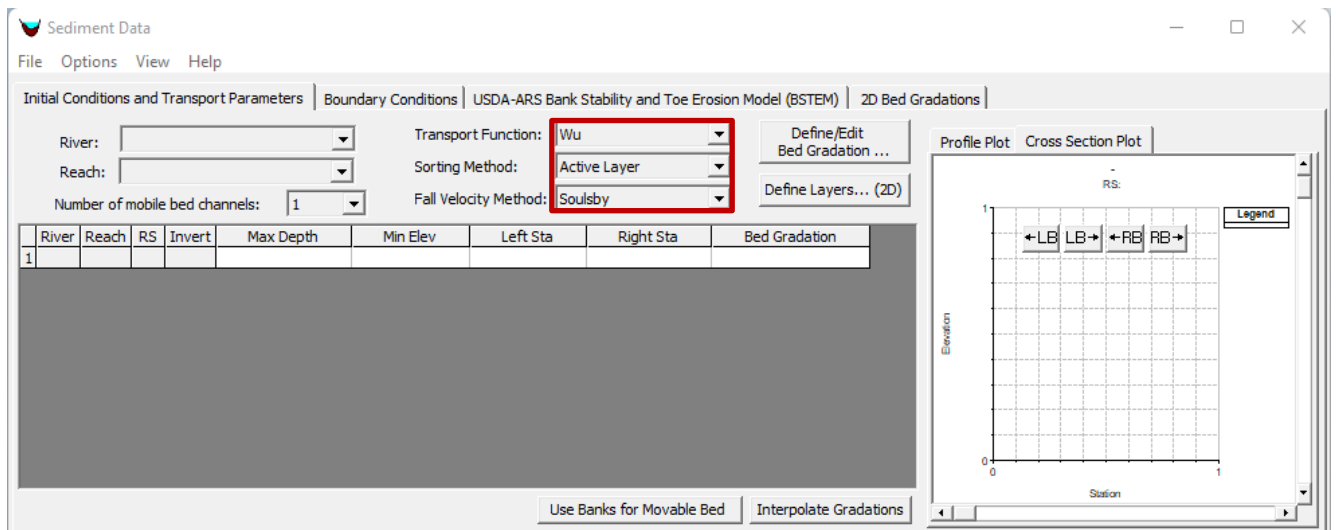 Sediment Data
File Options View Help
Initial Conditions and Transport Parameters Boundary Conditions USDA-ARS Bank Stability and Toe Erosion Model (BSTEM) 2D Bed Gradations
River:
Reach:
Number of mobile bed channels: 1
Transport Function: Wu
Sorting Method: Active Layer
Fall Velocity Method: Soulsby
Define/Edit
Bed Gradation ...
Define Layers... (2D)
River Reach RS Invert Max Depth Min Elev Left Sta Right Sta Bed Gradation
1
Use Banks for Movable Bed Interpolate Gradations
Profile Plot Cross Section Plot
-
RS:
Legend
←LB LB→ ←RB RB→
Elevation
1
0
0 1
Station